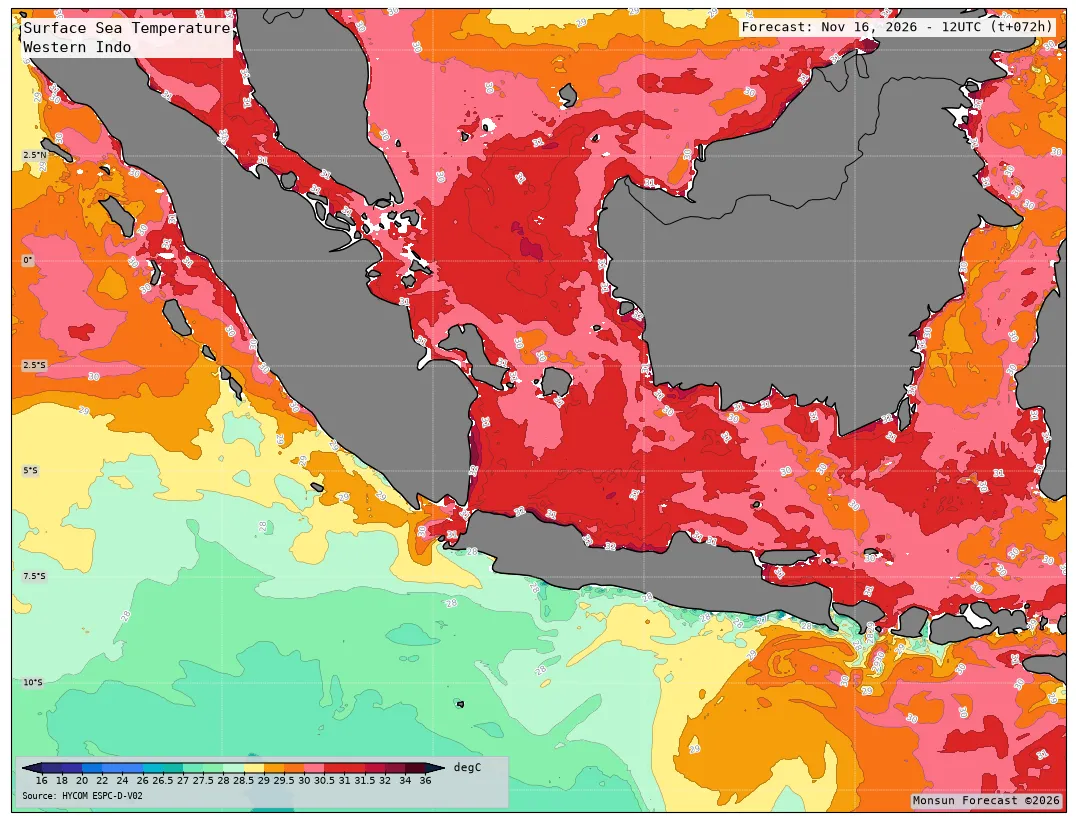 Surface Sea Temperature
Western Indo
Forecast: Nov 16, 2026 - 12UTC (t+072h)
2.5°N
0°
2.5°S
5°S
7.5°S
10°S
16 18 20 22 24 26 26.5 27 27.5 28 28.5 29 29.5 30 30.5 31 31.5 32 34 36
degC
Source: HYCOM ESPC-D-V02
Monsun Forecast ©2026